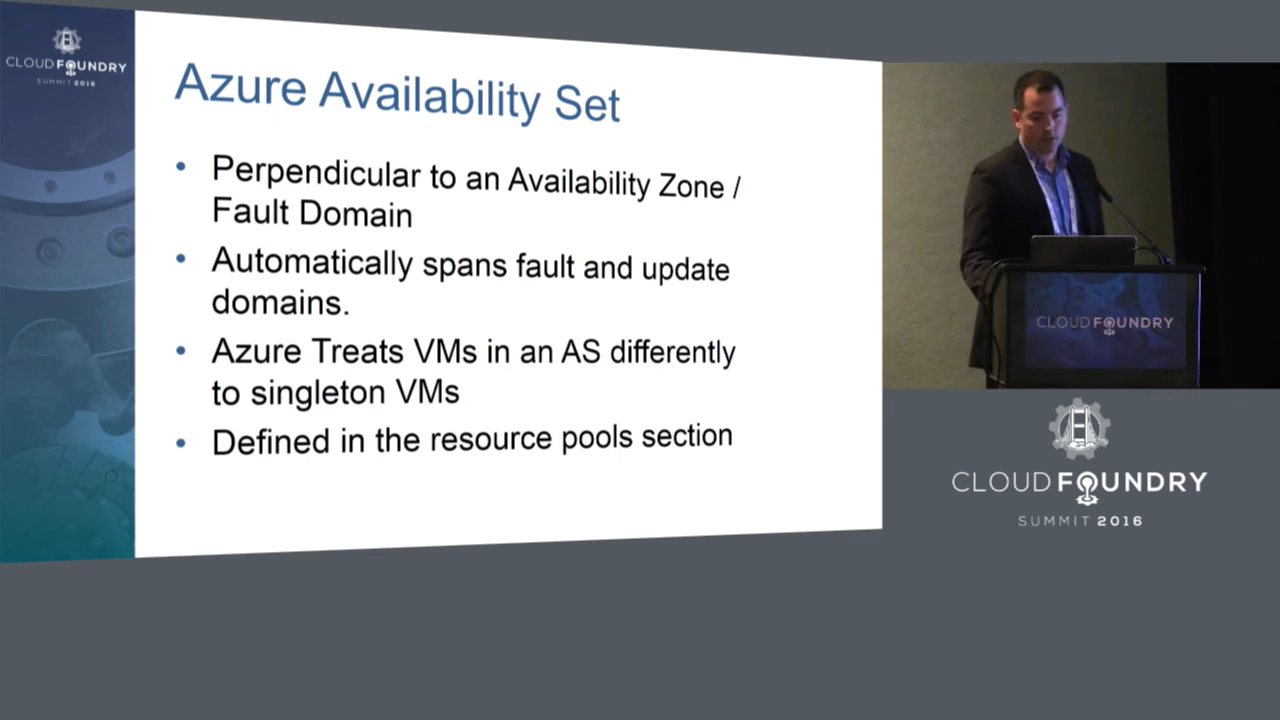 CLOUD FOUNDRY
SUMMIT 2016
Azure Availability Set
• Perpendicular to an Availability Zone /
Fault Domain
• Automatically spans fault and update
domains.
• Azure Treats VMs in an AS differently
to singleton VMs
• Defined in the resource pools section
CLOUD FOUNDRY
CLOUD FOUNDRY
SUMMIT 2016